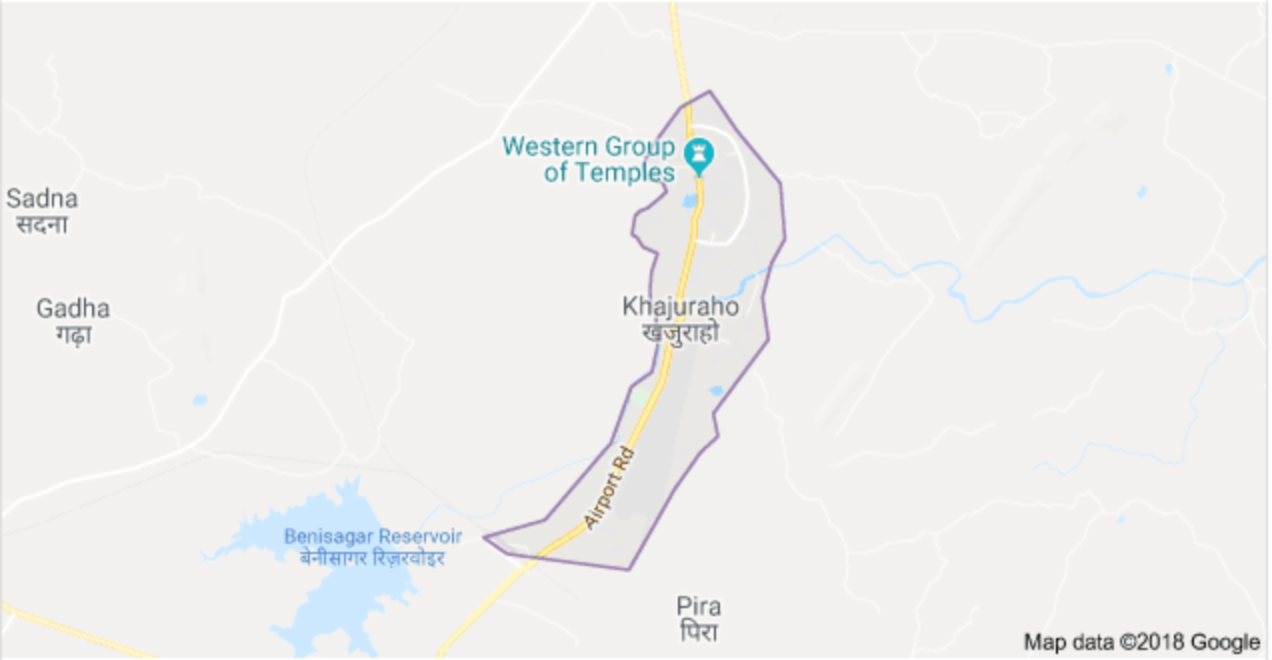 Western Group
of Temples
Sadna
सदना
Gadha
गढ़ा
Khajuraho
खजुराहो
Airport Rd
Benisagar Reservoir
बेनीसागर रिज़रवोइर
Pira
पिरा
Map data ©2018 Google